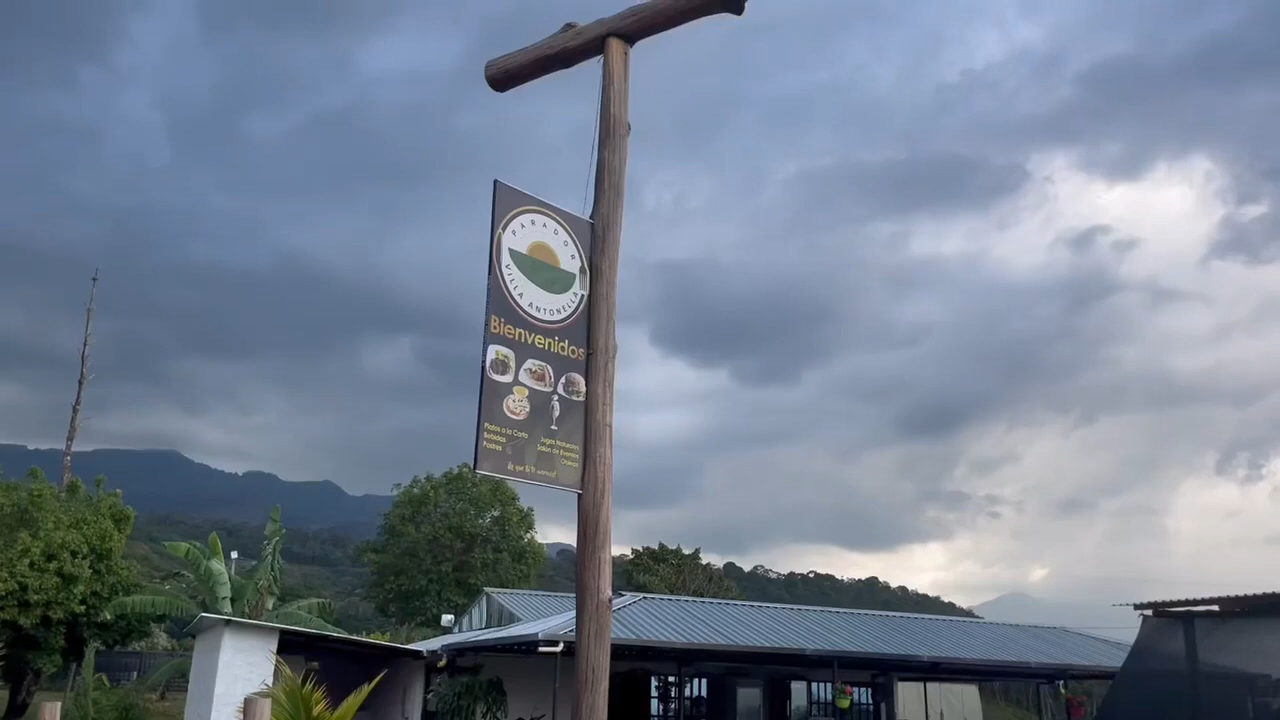 PARADOR
VILLA ANTONELLA
Bienvenidos
Platos a la Carta
Bebidas
Postres
Jugos Naturales
Salón de Eventos